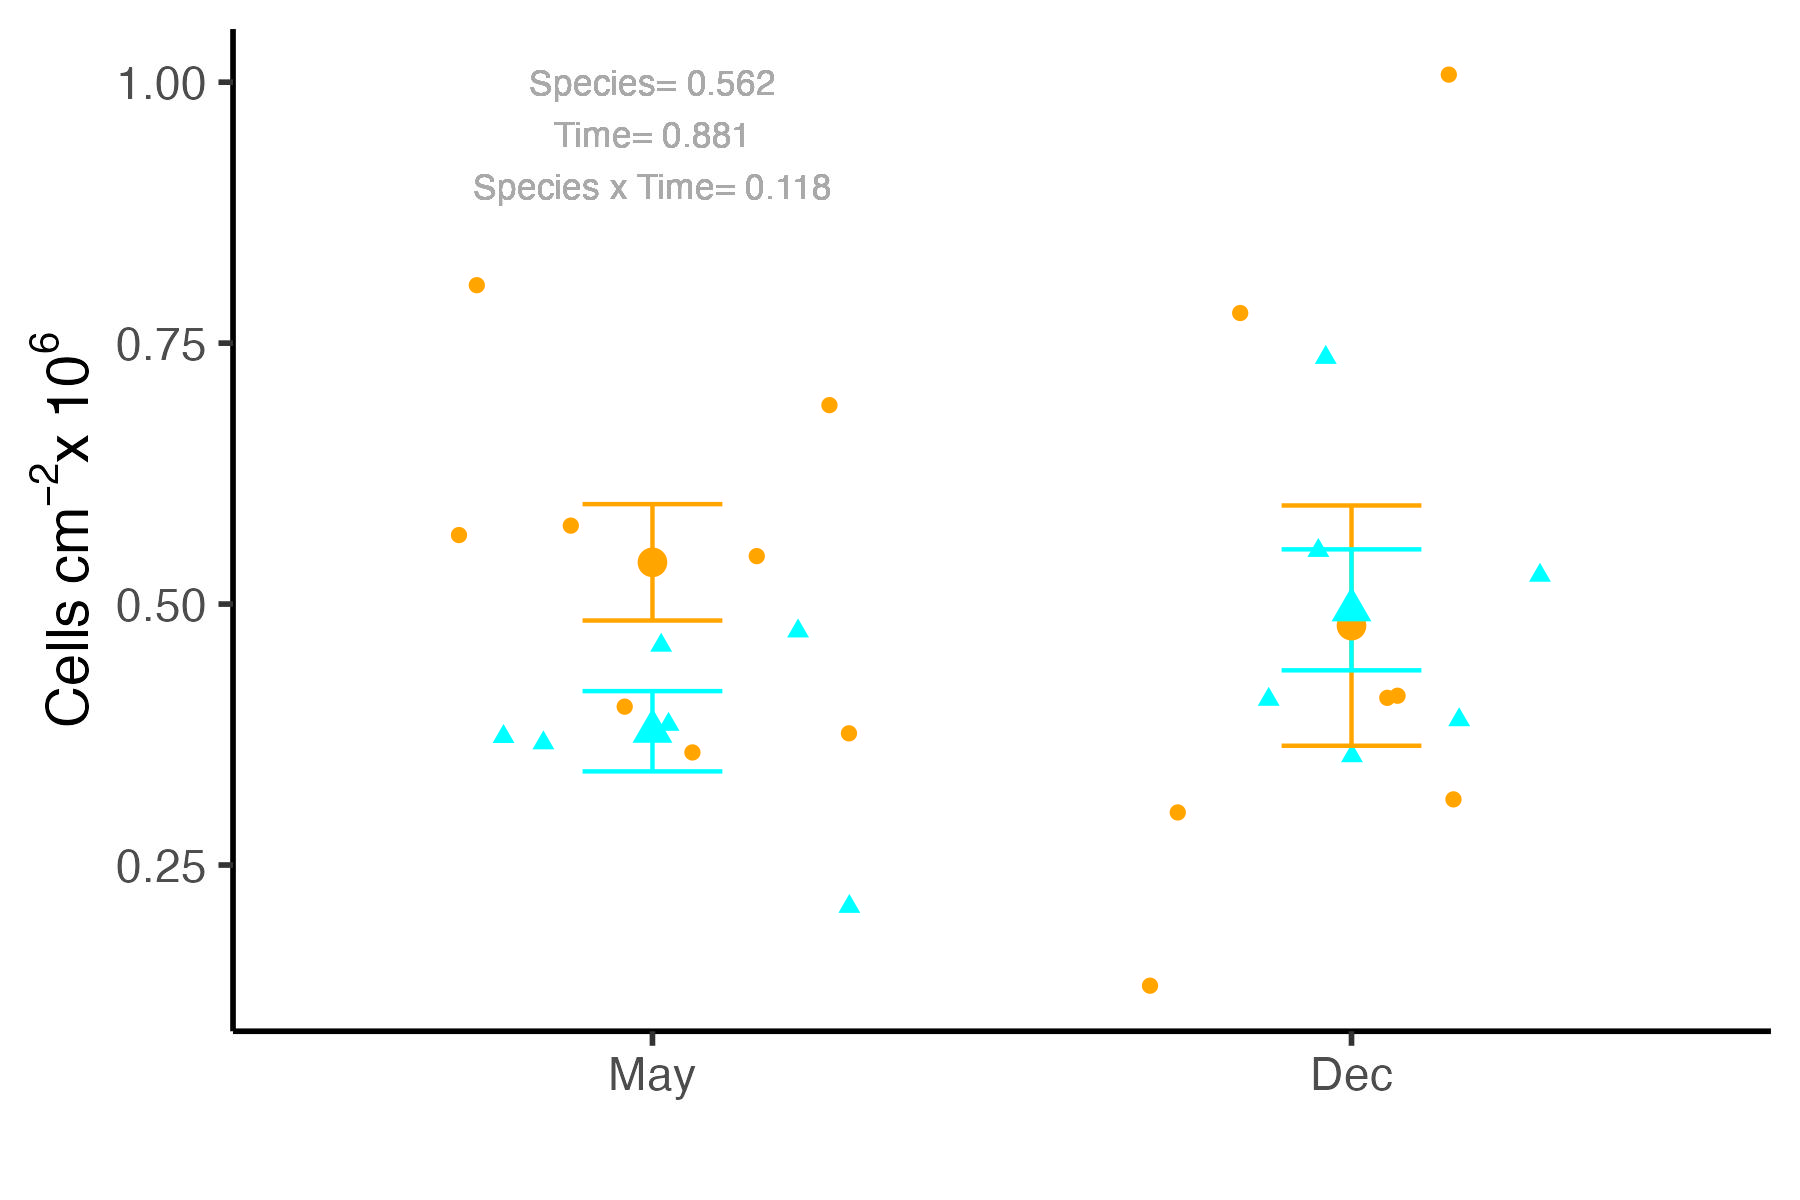 Species= 0.562
Time= 0.881
Species x Time= 0.118
1.00
0.75
0.50
0.25
Cells cm⁻²x 10⁶
May
Dec